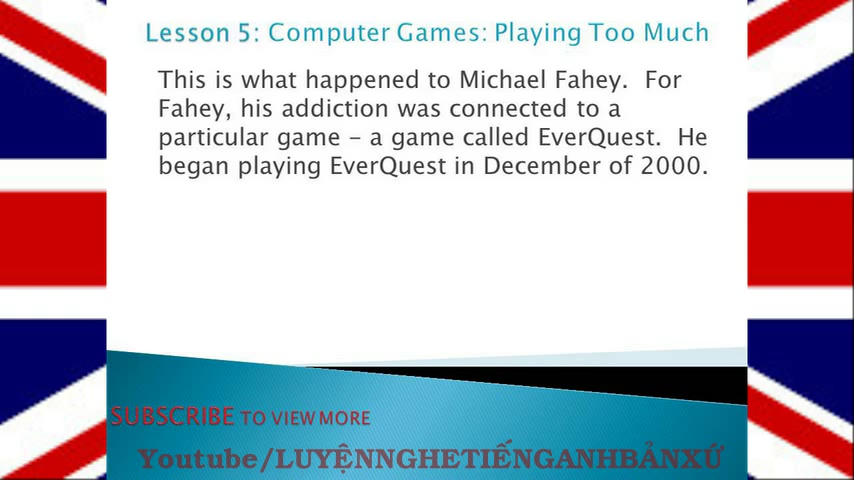 Lesson 5: Computer Games: Playing Too Much
This is what happened to Michael Fahey.  For
Fahey, his addiction was connected to a
particular game – a game called EverQuest.  He
began playing EverQuest in December of 2000.
SUBSCRIBE TO VIEW MORE
Youtube/LUYỆNNGHETIẾNGANHBẢNXỨ